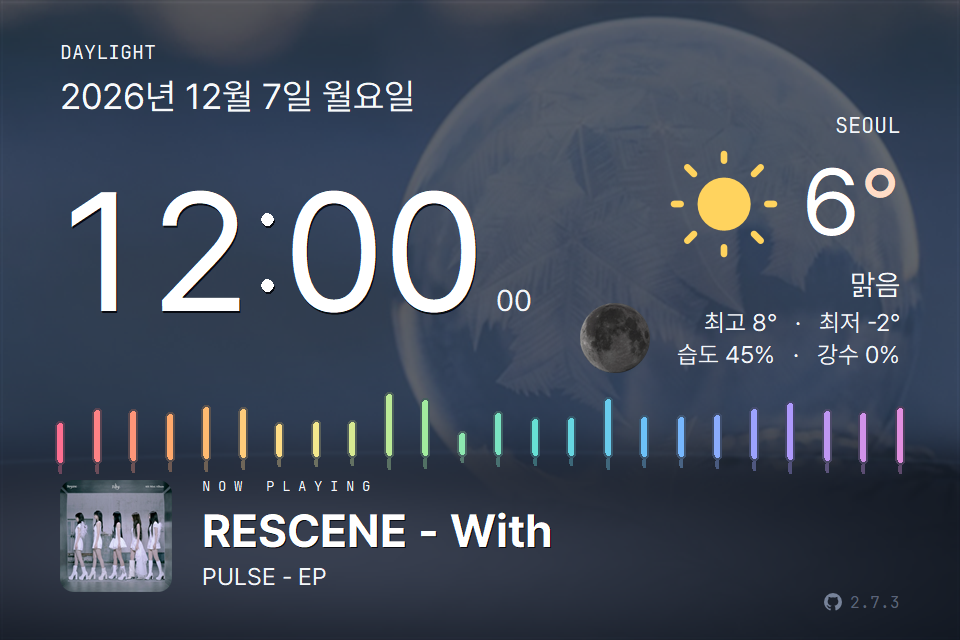 DAYLIGHT
2026년 12월 7일 월요일
12:00 00
SEOUL
6°
맑음
최고 8° · 최저 -2°
습도 45% · 강수 0%
NOW PLAYING
RESCENE - With
PULSE - EP
2.7.3